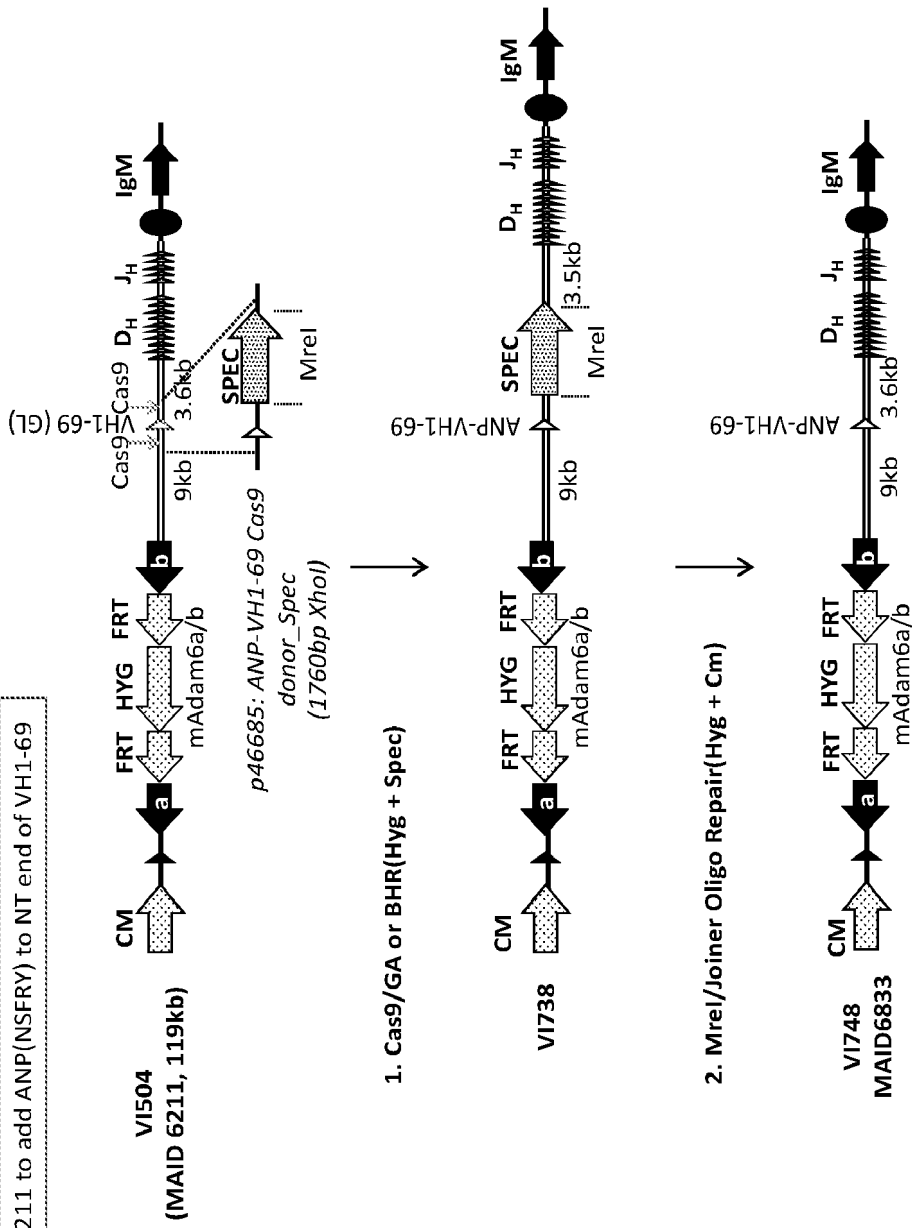 211 to add ANP(NSFRY) to NT end of VH1-69
VI504
(MAID 6211, 119kb)
CM
a
FRT
HYG
FRT
mAdam6a/b
b
9kb
Cas9
VH1-69 (GL)
Cas9
3.6kb
DH
JH
IgM
p46685: ANP-VH1-69 Cas9
donor_Spec
(1760bp XhoI)
SPEC
MreI
1. Cas9/GA or BHR(Hyg + Spec)
VI738
CM
a
FRT
HYG
FRT
mAdam6a/b
b
9kb
ANP-VH1-69
SPEC
MreI
3.5kb
DH
JH
IgM
2. MreI/Joiner Oligo Repair(Hyg + Cm)
VI748
MAID6833
CM
a
FRT
HYG
FRT
mAdam6a/b
b
9kb
ANP-VH1-69
3.6kb
DH
JH
IgM